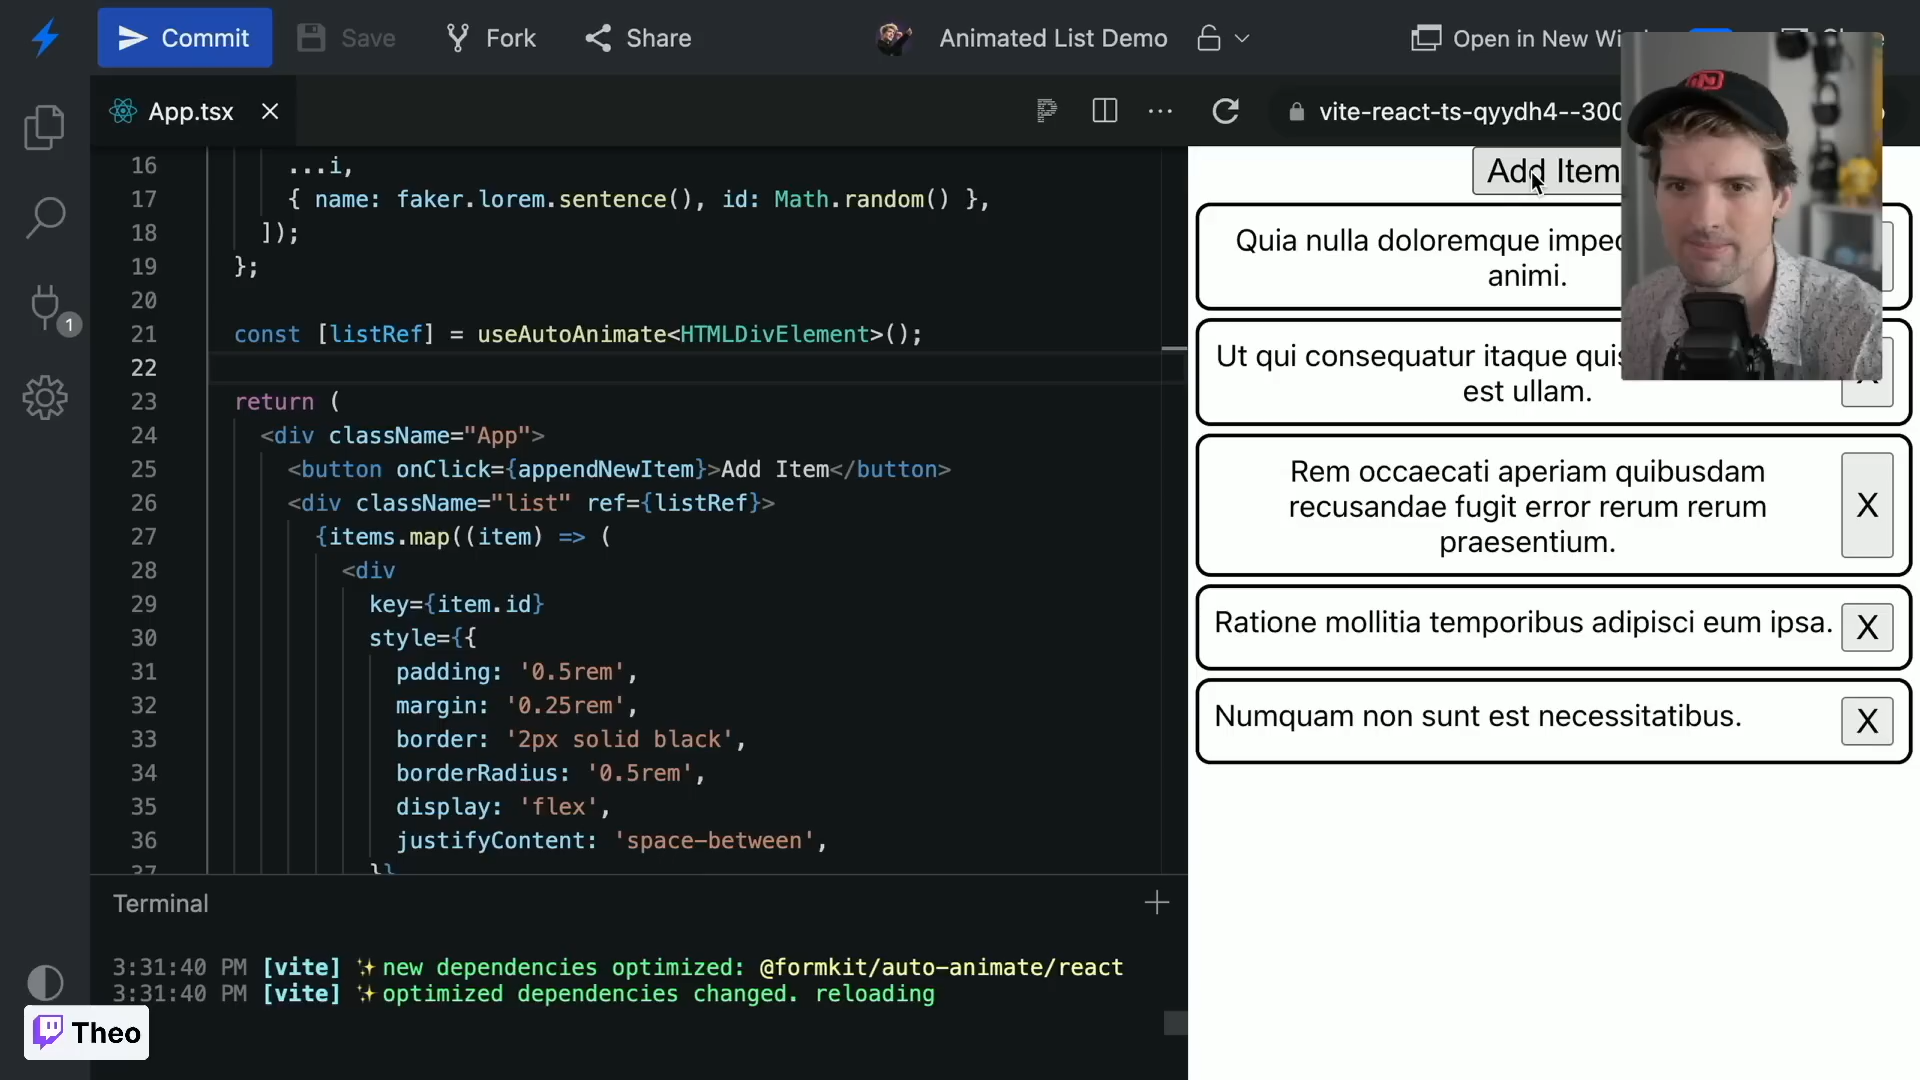 Commit
Save
Fork
Share
Animated List Demo
Open in New Wi
App.tsx
vite-react-ts-qyydh4--300
16 ...i,
17 { name: faker.lorem.sentence(), id: Math.random() },
18 ]);
19 };
20
21 const [listRef] = useAutoAnimate<HTMLDivElement>();
22
23 return (
24 <div className="App">
25 <button onClick={appendNewItem}>Add Item</button>
26 <div className="list" ref={listRef}>
27 {items.map((item) => (
28 <div
29 key={item.id}
30 style={{
31 padding: '0.5rem',
32 margin: '0.25rem',
33 border: '2px solid black',
34 borderRadius: '0.5rem',
35 display: 'flex',
36 justifyContent: 'space-between',
37 }}
1
Terminal
3:31:40 PM [vite] ✨new dependencies optimized: @formkit/auto-animate/react
3:31:40 PM [vite] ✨optimized dependencies changed. reloading
Theo
Add Item
Quia nulla doloremque imped
animi.
Ut qui consequatur itaque quis
est ullam.
X
Rem occaecati aperiam quibusdam
recusandae fugit error rerum rerum
praesentium.
X
Ratione mollitia temporibus adipisci eum ipsa.
X
Numquam non sunt est necessitatibus.
X